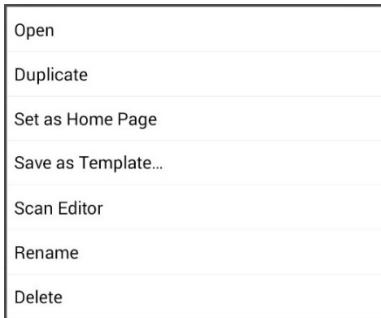 Open
Duplicate
Set as Home Page
Save as Template...
Scan Editor
Rename
Delete